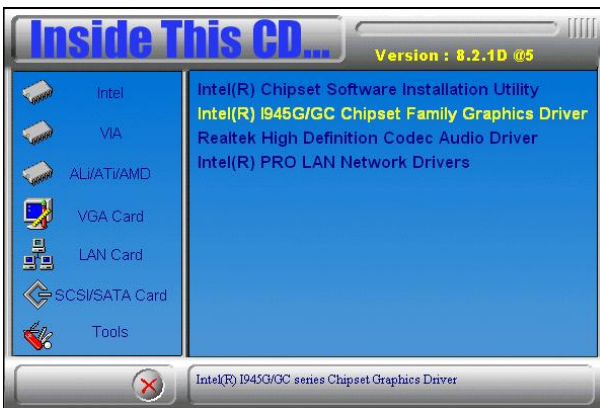 Inside This CD...
Version : 8.2.1D @5
Intel
VIA
ALi/ATi/AMD
VGA Card
LAN Card
SCSI/SATA Card
Tools
Intel(R) Chipset Software Installation Utility
Intel(R) I945G/GC Chipset Family Graphics Driver
Realtek High Definition Codec Audio Driver
Intel(R) PRO LAN Network Drivers
Intel(R) I945G/GC series Chipset Graphics Driver